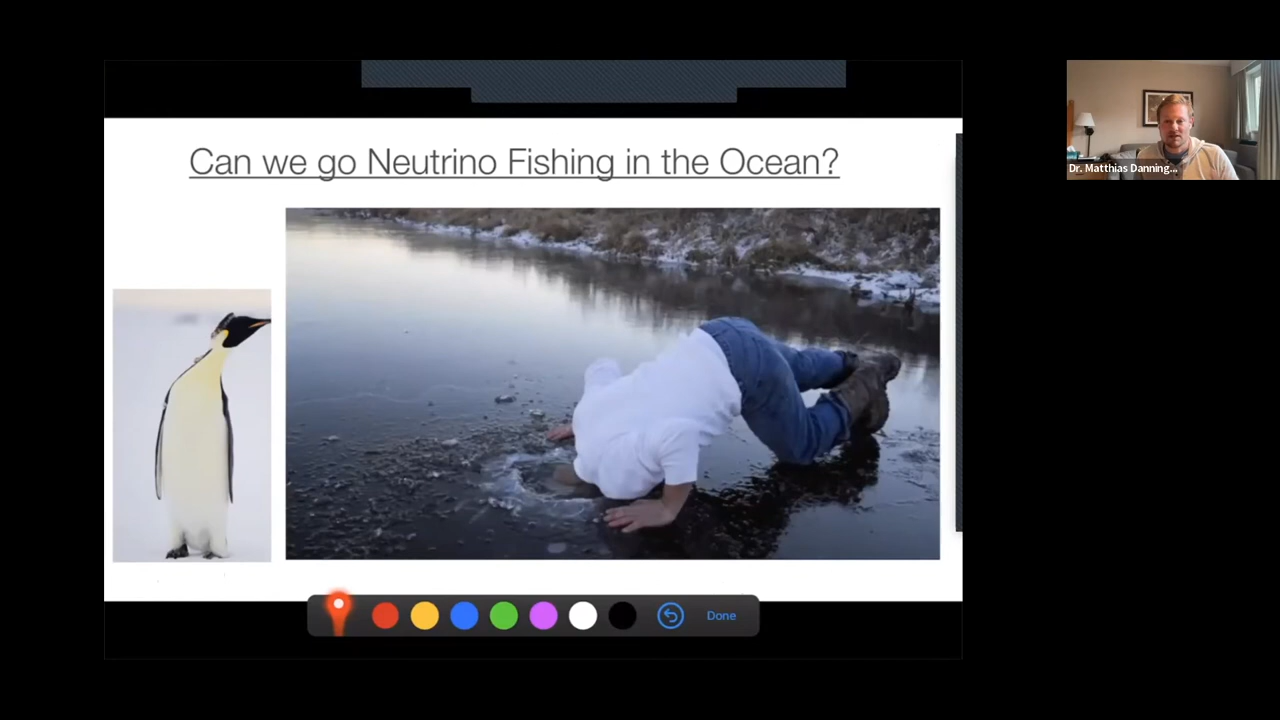 Can we go Neutrino Fishing in the Ocean?
Dr. Matthias Danning...
Done